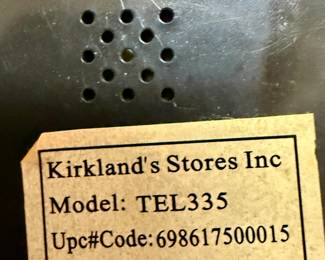 Kirkland's Stores Inc
Model: TEL335
Upc#Code: 698617500015